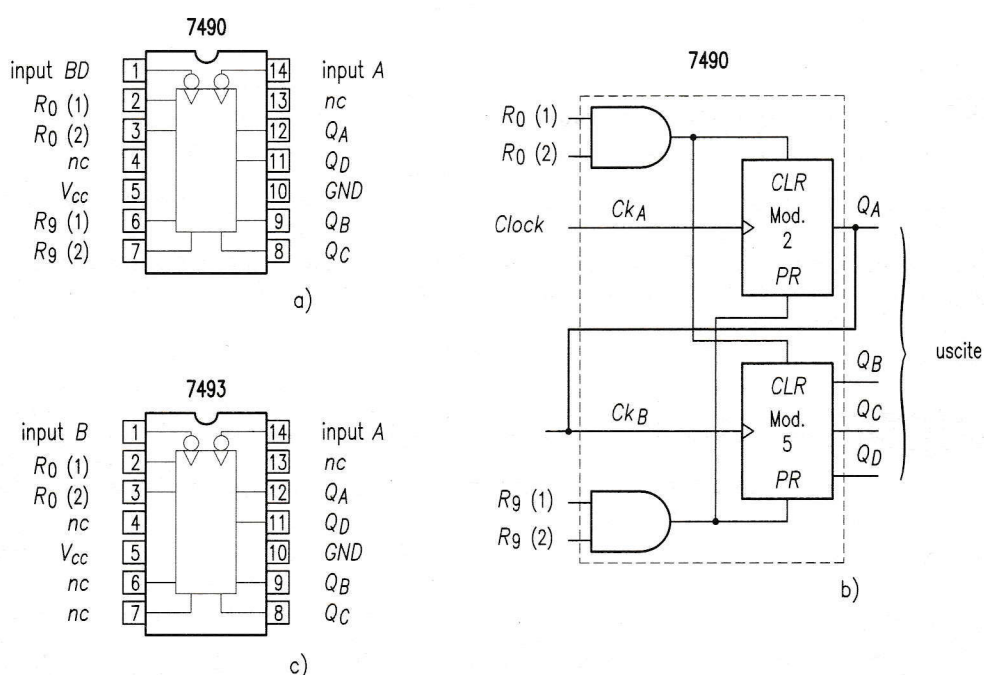 7490
input BD 1 14 input A
R0 (1) 2 13 nc
R0 (2) 3 12 QA
nc 4 11 QD
Vcc 5 10 GND
R9 (1) 6 9 QB
R9 (2) 7 8 QC
a)
7493
input B 1 14 input A
R0 (1) 2 13 nc
R0 (2) 3 12 QA
nc 4 11 QD
Vcc 5 10 GND
nc 6 9 QB
nc 7 8 QC
c)
7490
R0 (1)
R0 (2)
CLR
Clock CkA Mod. QA
2
PR
uscite
QB
CLR
CkB Mod. QC
5
QD
PR
R9 (1)
R9 (2)
b)